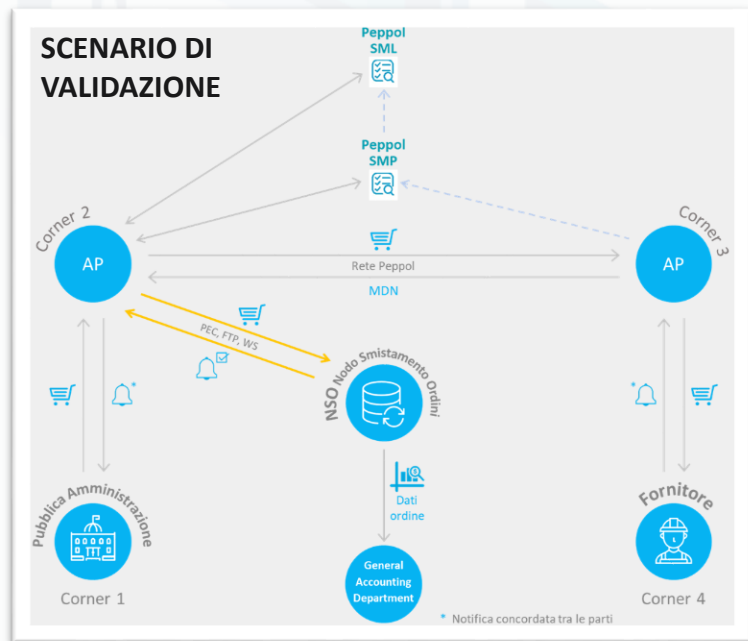 SCENARIO DI
VALIDAZIONE
Peppol
SML
Peppol
SMP
Corner 2
AP
Corner 3
AP
Rete Peppol
MDN
PEC, FTP, WS
*
*
NSO Nodo Smistamento Ordini
Pubblica Amministrazione
Corner 1
Dati
ordine
Fornitore
Corner 4
General
Accounting
Department
* Notifica concordata tra le parti